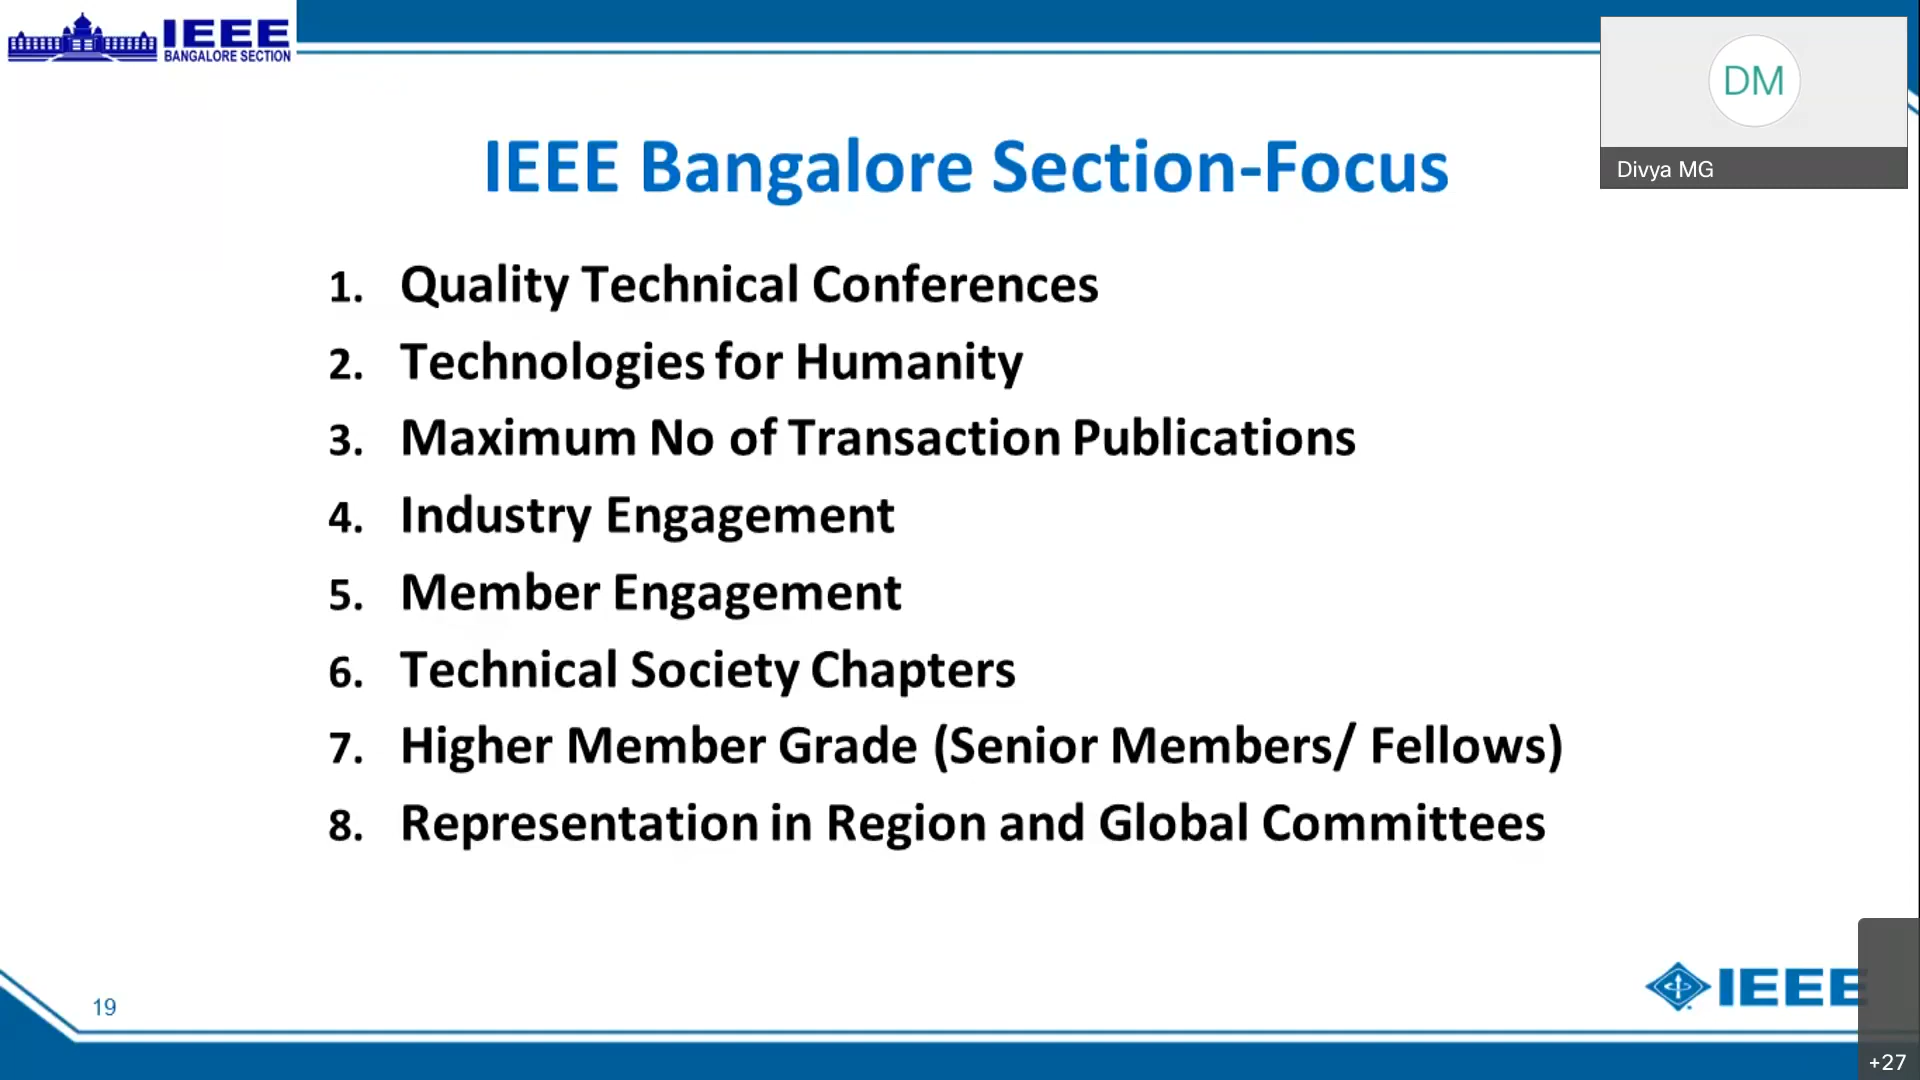 IEEE
BANGALORE SECTION
DM
Divya MG
IEEE Bangalore Section-Focus
1. Quality Technical Conferences
2. Technologies for Humanity
3. Maximum No of Transaction Publications
4. Industry Engagement
5. Member Engagement
6. Technical Society Chapters
7. Higher Member Grade (Senior Members/ Fellows)
8. Representation in Region and Global Committees
19
IEEE
+27